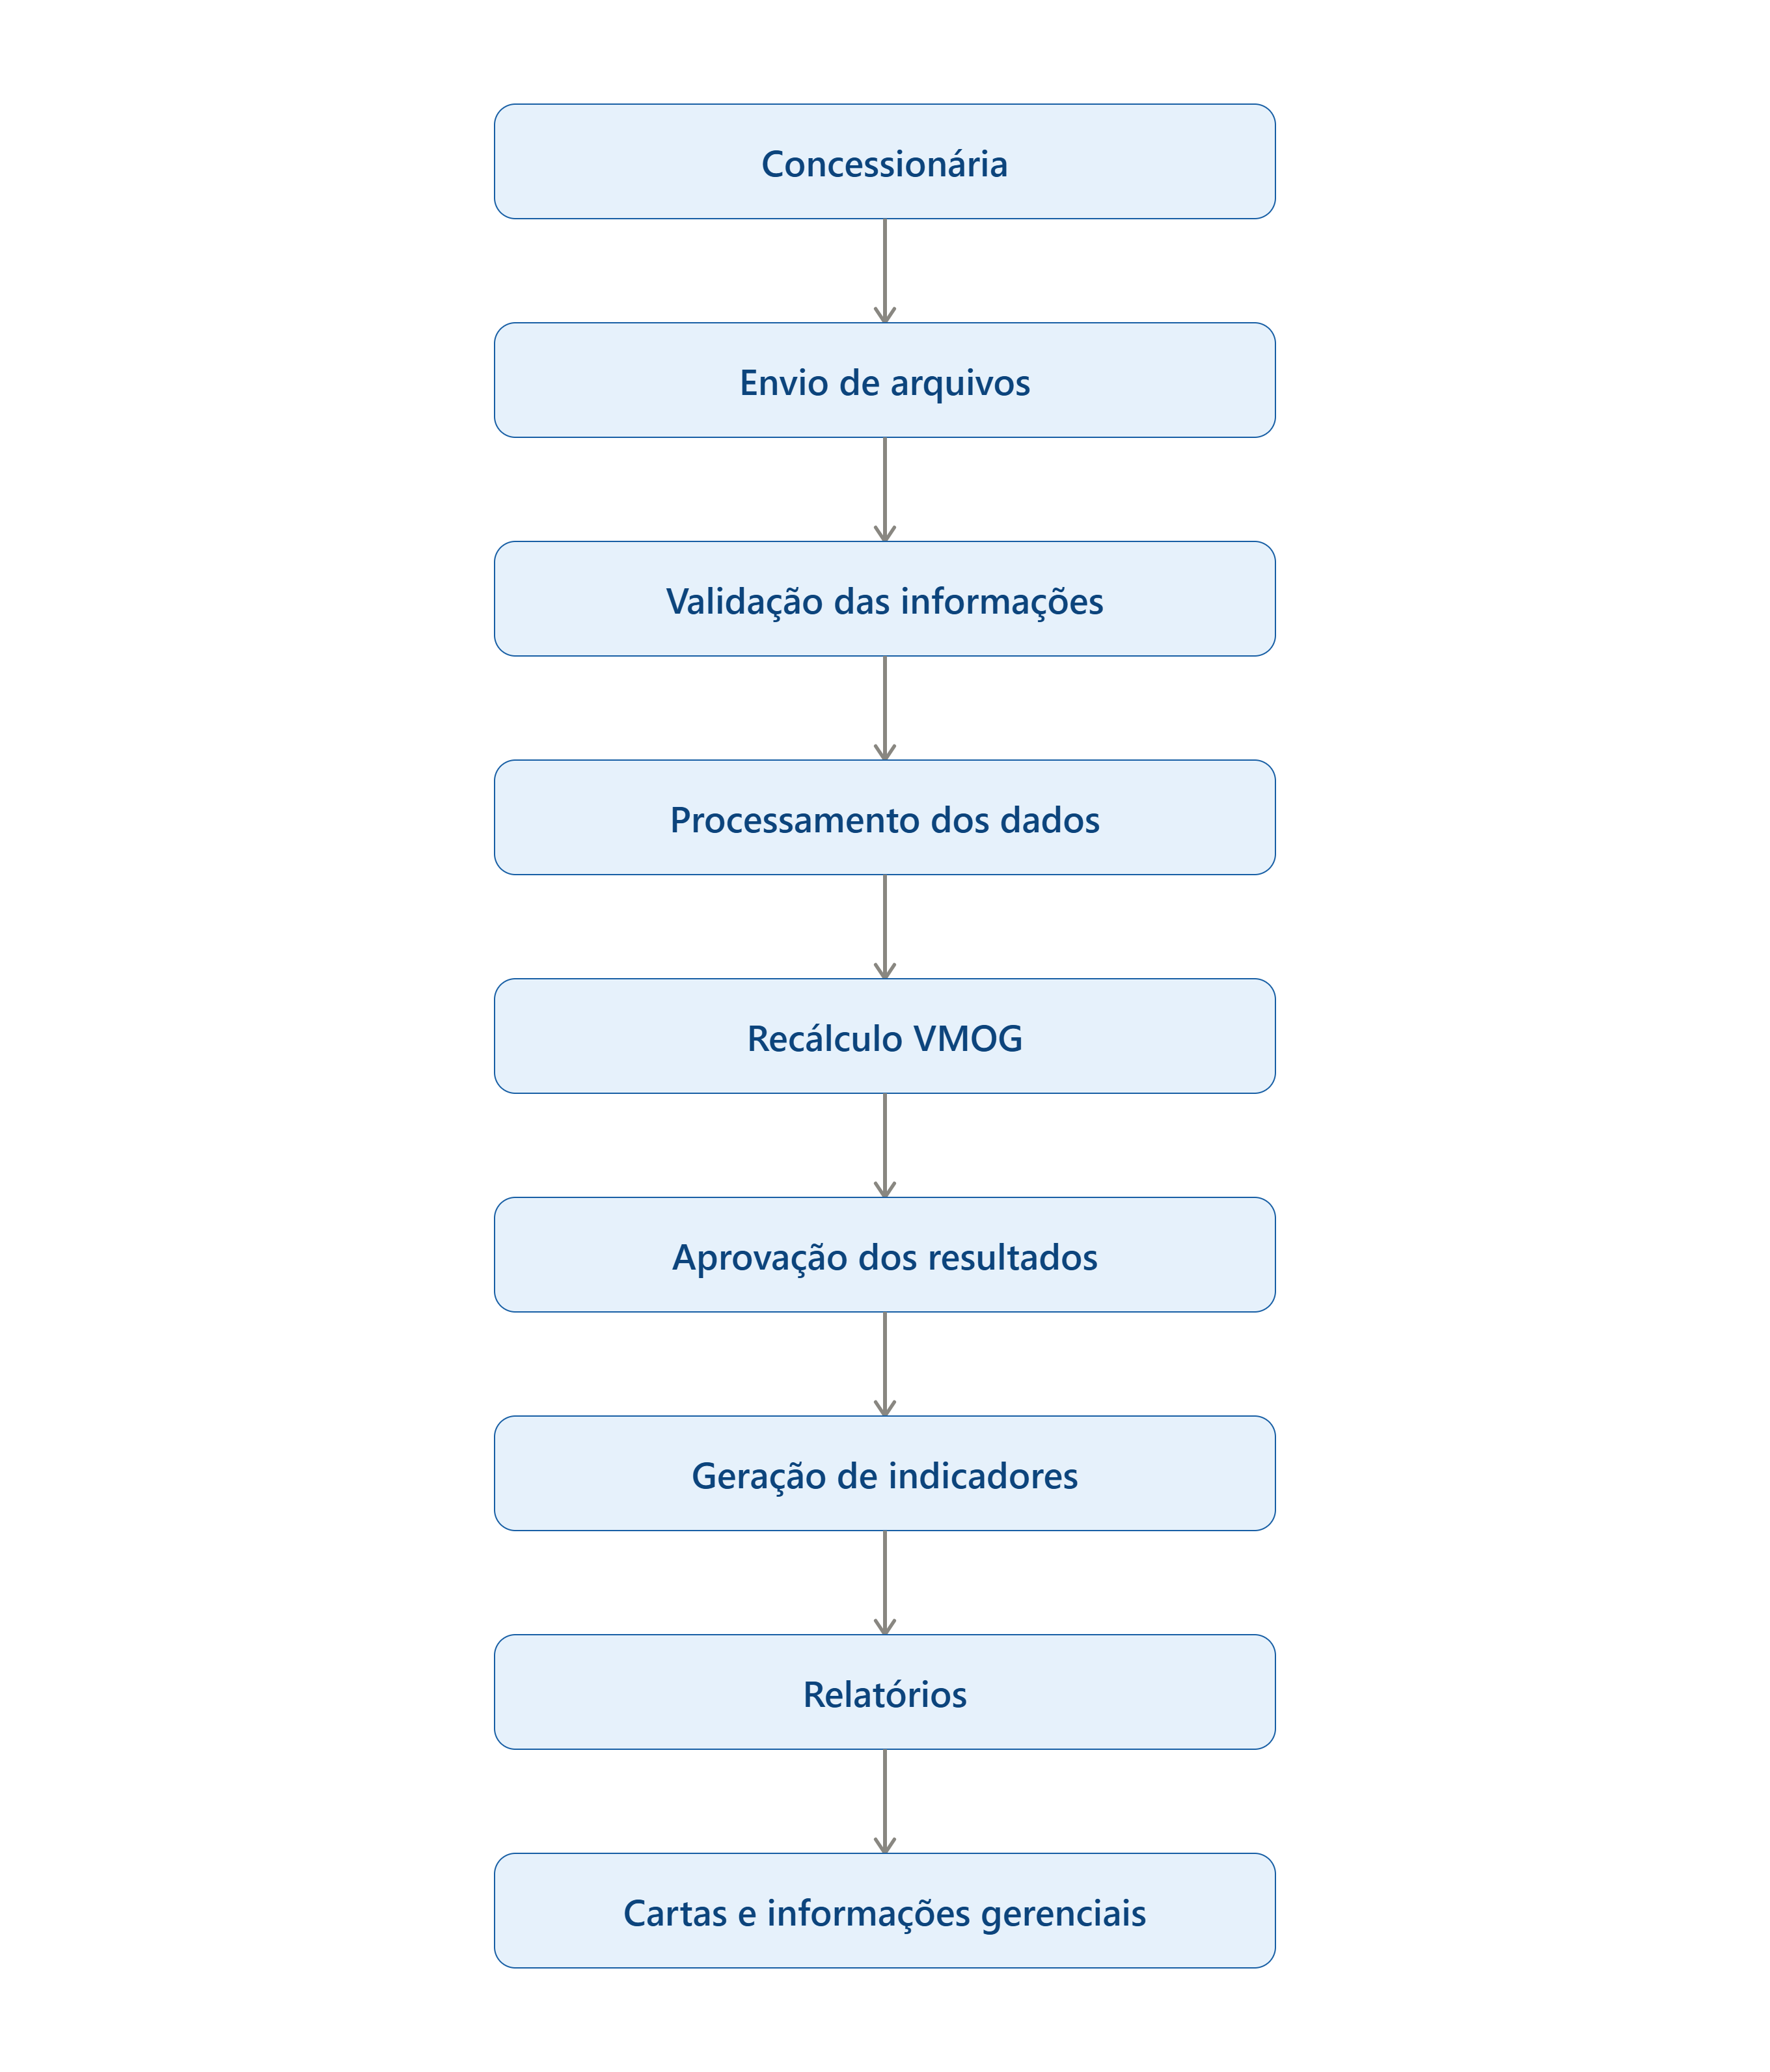 Concessionária
Envio de arquivos
Validação das informações
Processamento dos dados
Recálculo VMOG
Aprovação dos resultados
Geração de indicadores
Relatórios
Cartas e informações gerenciais